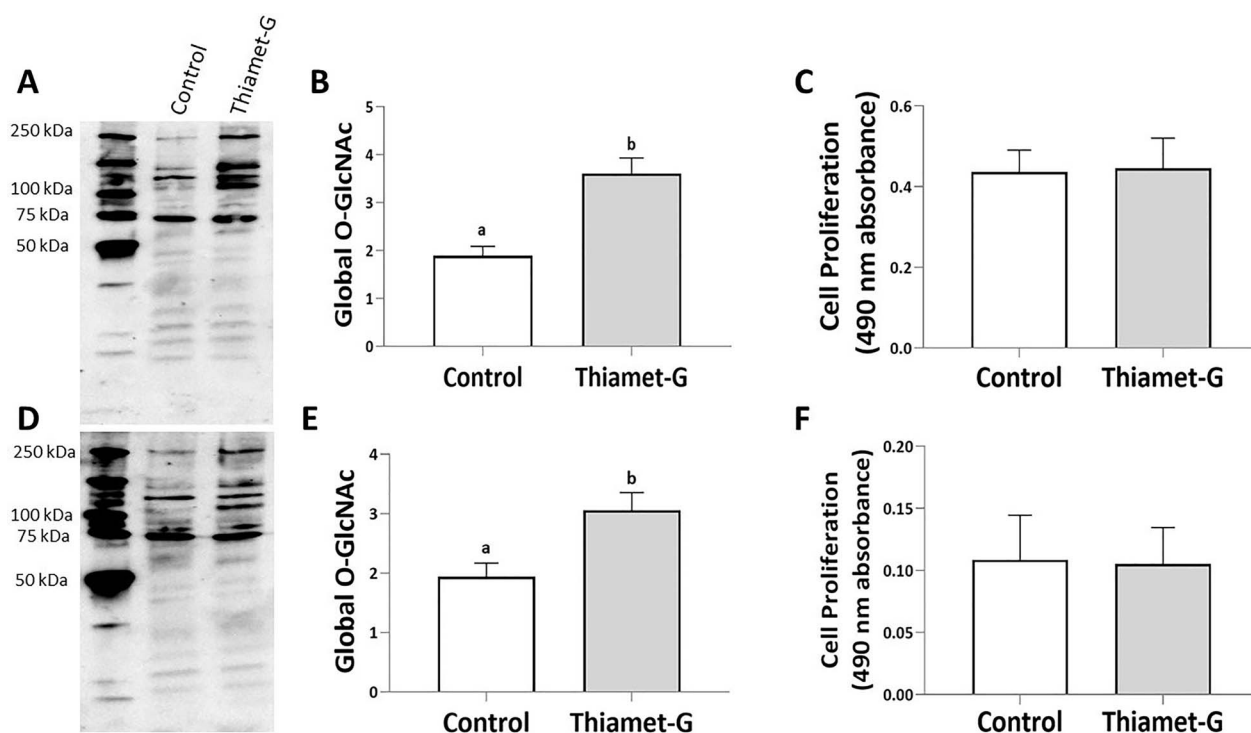 A
Control
Thiamet-G
250 kDa
100 kDa
75 kDa
50 kDa
B
Global O-GlcNAc
5
4
3
2
1
0
a
b
Control
Thiamet-G
C
Cell Proliferation
(490 nm absorbance)
0.6
0.4
0.2
0.0
Control
Thiamet-G
D
250 kDa
100 kDa
75 kDa
50 kDa
E
Global O-GlcNAc
4
3
2
1
0
a
b
Control
Thiamet-G
F
Cell Proliferation
(490 nm absorbance)
0.20
0.15
0.10
0.05
0.00
Control
Thiamet-G